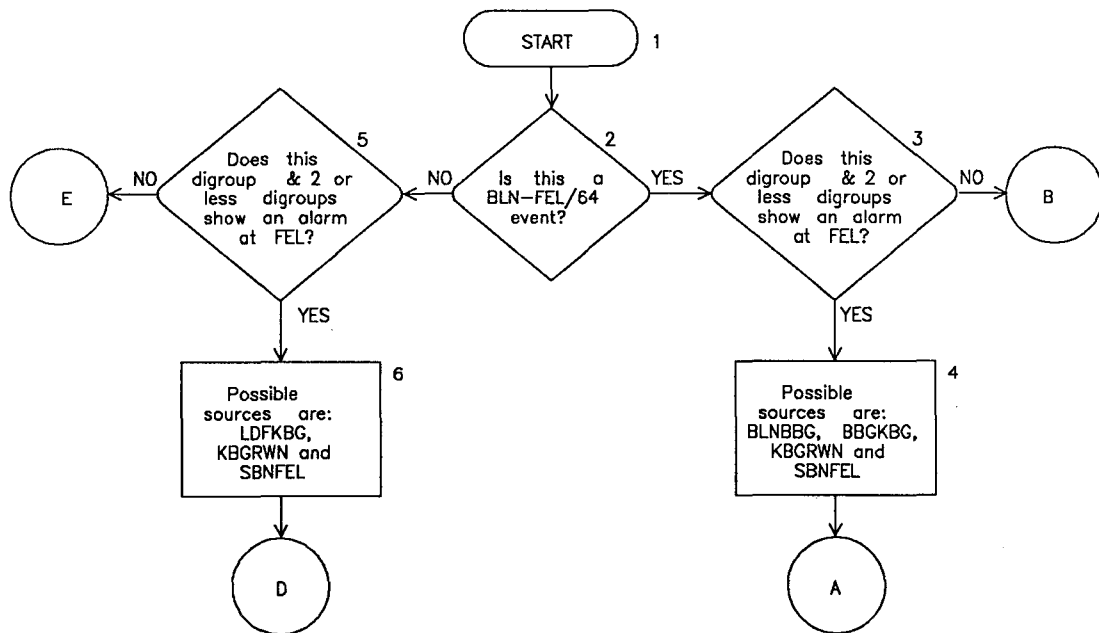 START
1
2
Is this a
BLN-FEL/64
event?
NO
YES
5
Does this
digroup & 2 or
less digroups
show an alarm
at FEL?
NO
E
YES
3
Does this
digroup & 2 or
less digroups
show an alarm
at FEL?
NO
B
YES
6
Possible
sources are:
LDFKBG,
KBGRWN and
SBNFEL
D
4
Possible
sources are:
BLNBBG, BBGKBG,
KBGRWN and
SBNFEL
A